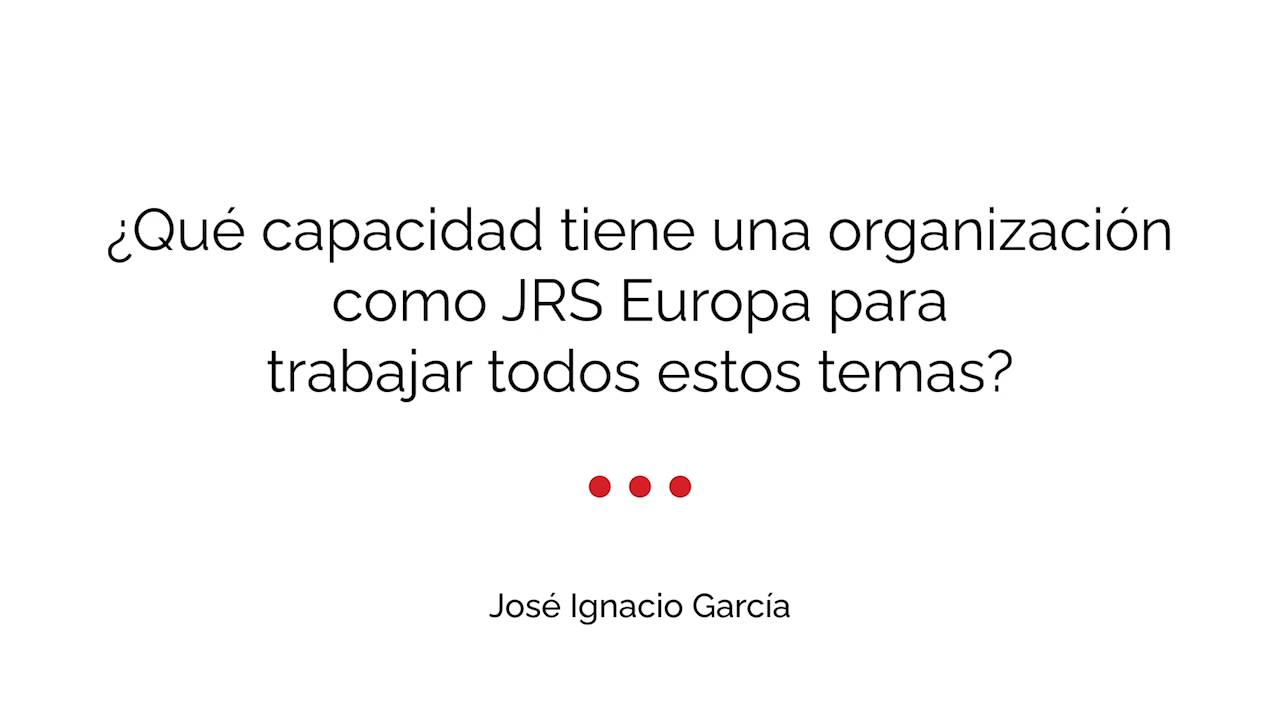 ¿Qué capacidad tiene una organización
como JRS Europa para
trabajar todos estos temas?
José Ignacio García